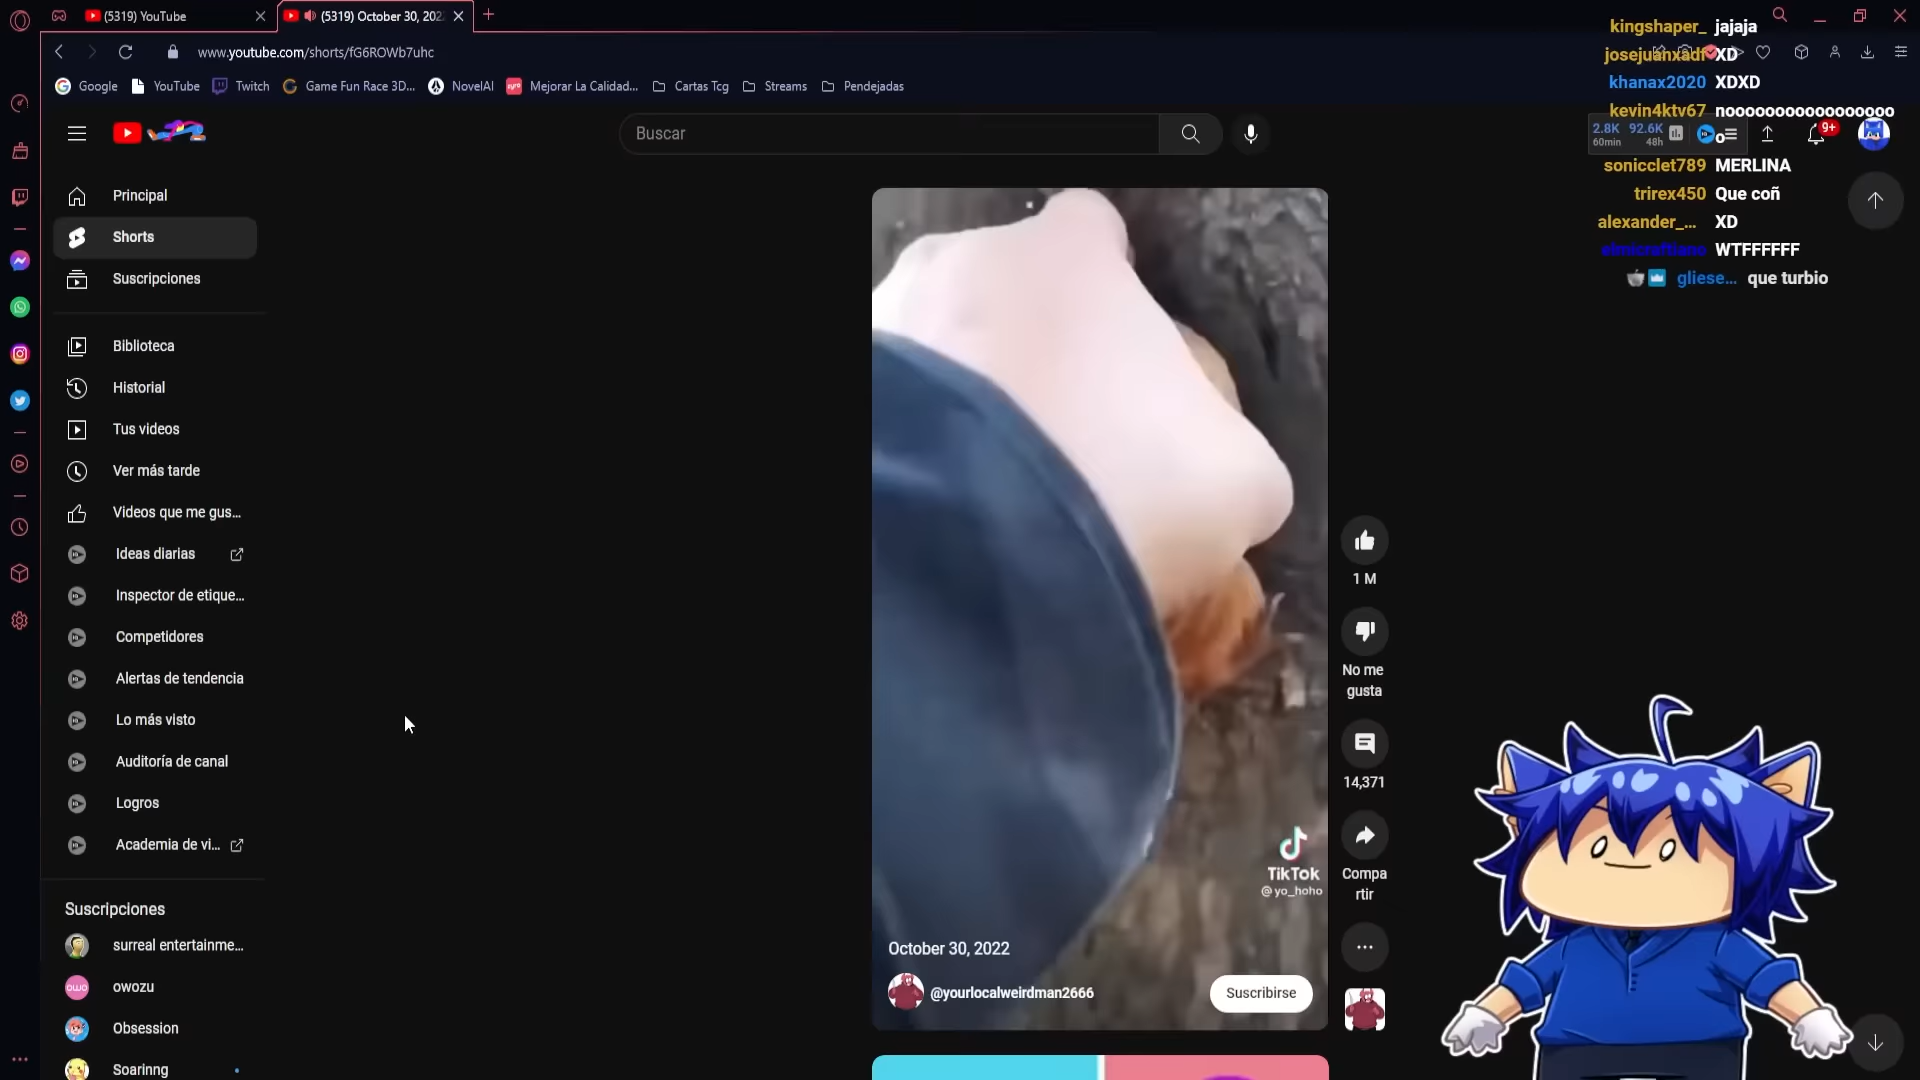 (5319) YouTube
(5319) October 30, 202
www.youtube.com/shorts/fG6ROWb7uhc
Google
YouTube
Twitch
Game Fun Race 3D...
NovelAI
Mejorar La Calidad...
Cartas Tcg
Streams
Pendejadas
Buscar
2.8K
60min
92.6K
48h
9+
kingshaper_ jajaja
josejuanxadf XD
khanax2020 XDXD
kevin4ktv67 nooooooooooooooooo
o
sonicclet789 MERLINA
trirex450 Que coñ
alexander_... XD
elmicraftiano WTFFFFFF
gliese... que turbio
Principal
Shorts
Suscripciones
Biblioteca
Historial
Tus videos
Ver más tarde
Videos que me gus...
Ideas diarias
Inspector de etique...
Competidores
Alertas de tendencia
Lo más visto
Auditoría de canal
Logros
Academia de vi...
Suscripciones
surreal entertainme...
owo
owozu
Obsession
Soarinng
TikTok
@yo_hoho
October 30, 2022
@yourlocalweirdman2666
Suscribirse
1 M
No me
gusta
14,371
Compa
rtir